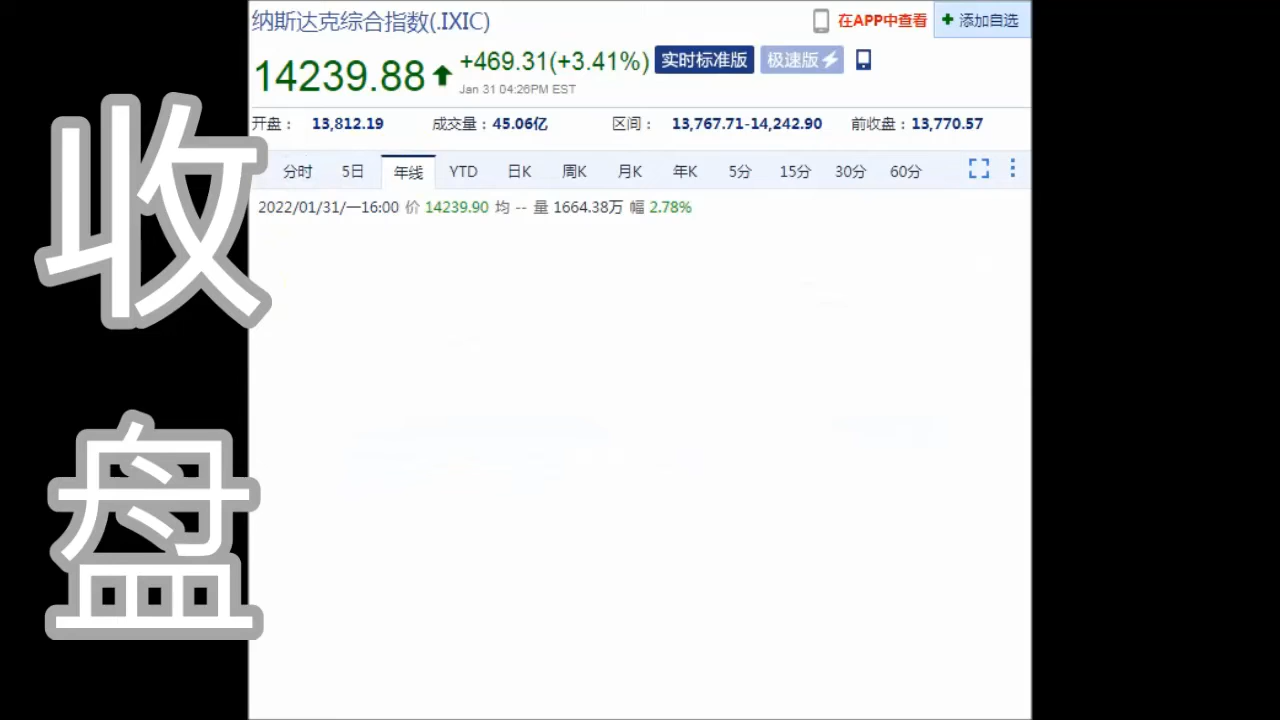 收盘
纳斯达克综合指数(.IXIC)
在APP中查看
+ 添加自选
14239.88
+469.31(+3.41%)
实时标准版
极速版
Jan 31 04:26PM EST
开盘： 13,812.19 成交量：45.06亿 区间： 13,767.71-14,242.90 前收盘：13,770.57
分时 5日 年线 YTD 日K 周K 月K 年K 5分 15分 30分 60分
2022/01/31/一16:00 价 14239.90 均 -- 量 1664.38万 幅 2.78%